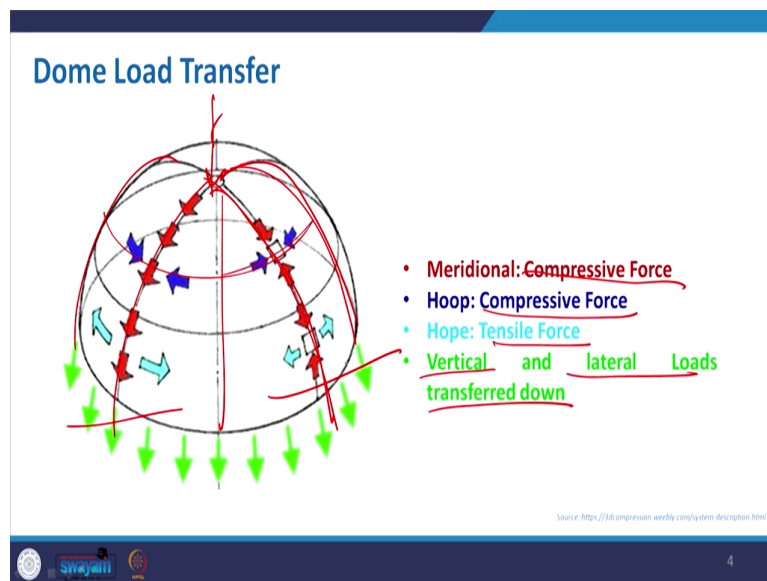 Dome Load Transfer
• Meridional: Compressive Force
• Hoop: Compressive Force
• Hope: Tensile Force
• Vertical and lateral Loads
transferred down
Source: https://3dcompression.weebly.com/system-description.html
swayam
4